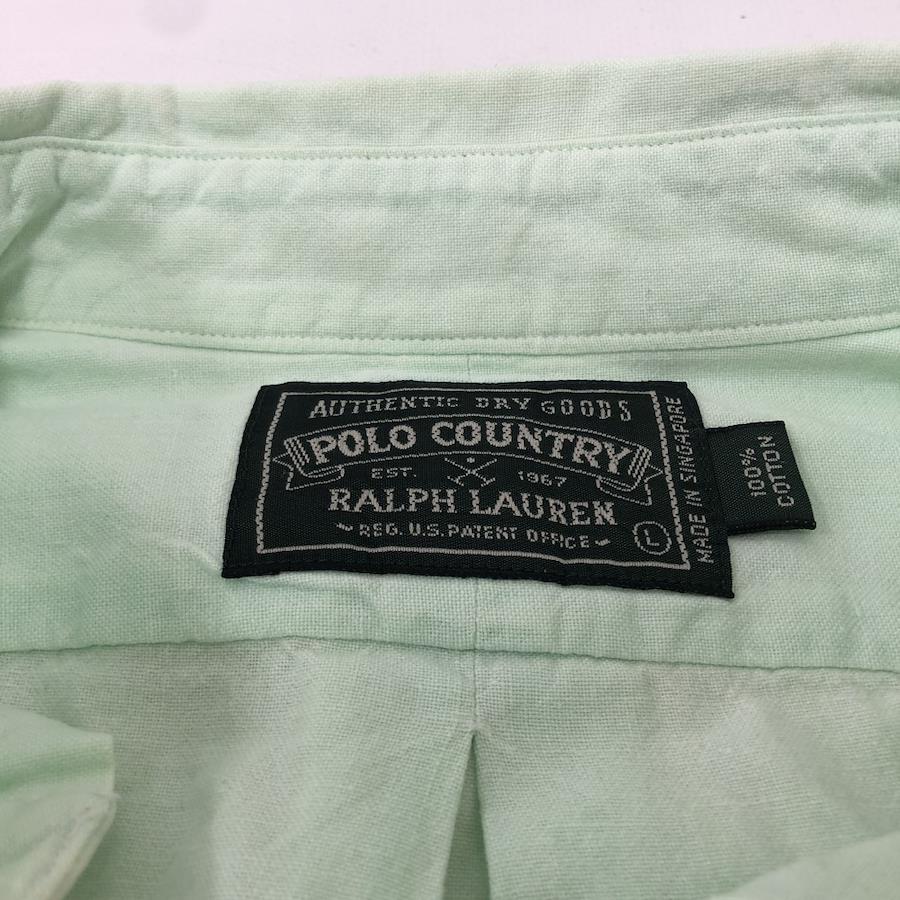 AUTHENTIC DRY GOODS
POLO COUNTRY
EST. 1967
RALPH LAUREN
REG. U.S. PATENT OFFICE
L
MADE IN SINGAPORE
100%
COTTON